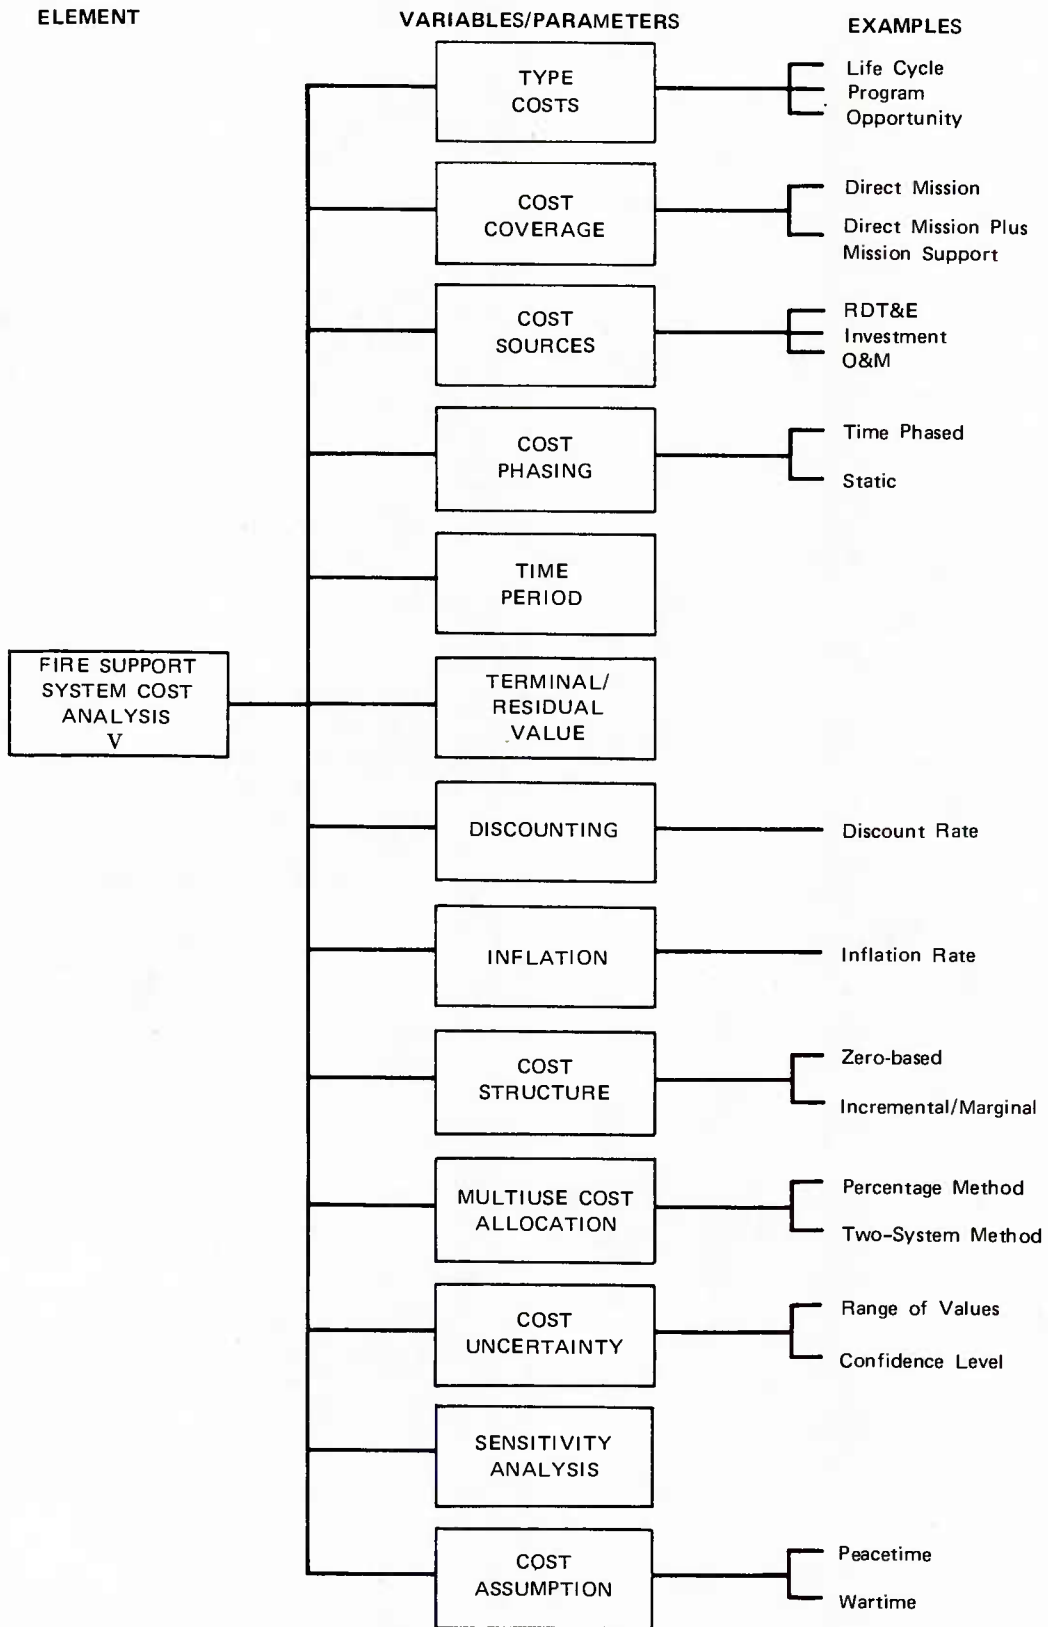 ELEMENT
VARIABLES/PARAMETERS
EXAMPLES
TYPE
COSTS
Life Cycle
Program
Opportunity
COST
COVERAGE
Direct Mission
Direct Mission Plus
Mission Support
COST
SOURCES
RDT&E
Investment
O&M
COST
PHASING
Time Phased
Static
TIME
PERIOD
FIRE SUPPORT
SYSTEM COST
ANALYSIS
V
TERMINAL/
RESIDUAL
VALUE
DISCOUNTING
Discount Rate
INFLATION
Inflation Rate
COST
STRUCTURE
Zero-based
Incremental/Marginal
MULTIUSE COST
ALLOCATION
Percentage Method
Two-System Method
COST
UNCERTAINTY
Range of Values
Confidence Level
SENSITIVITY
ANALYSIS
COST
ASSUMPTION
Peacetime
Wartime